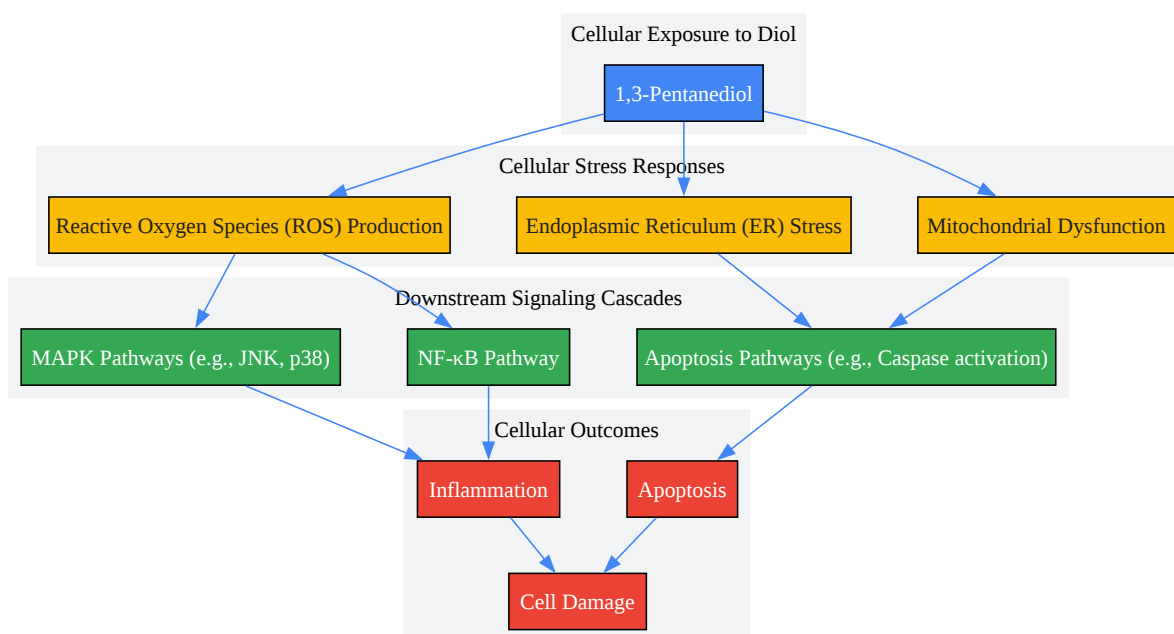 Cellular Exposure to Diol
1,3-Pentanediol
Cellular Stress Responses
Reactive Oxygen Species (ROS) Production
Endoplasmic Reticulum (ER) Stress
Mitochondrial Dysfunction
Downstream Signaling Cascades
MAPK Pathways (e.g., JNK, p38)
NF-κB Pathway
Apoptosis Pathways (e.g., Caspase activation)
Cellular Outcomes
Inflammation
Apoptosis
Cell Damage